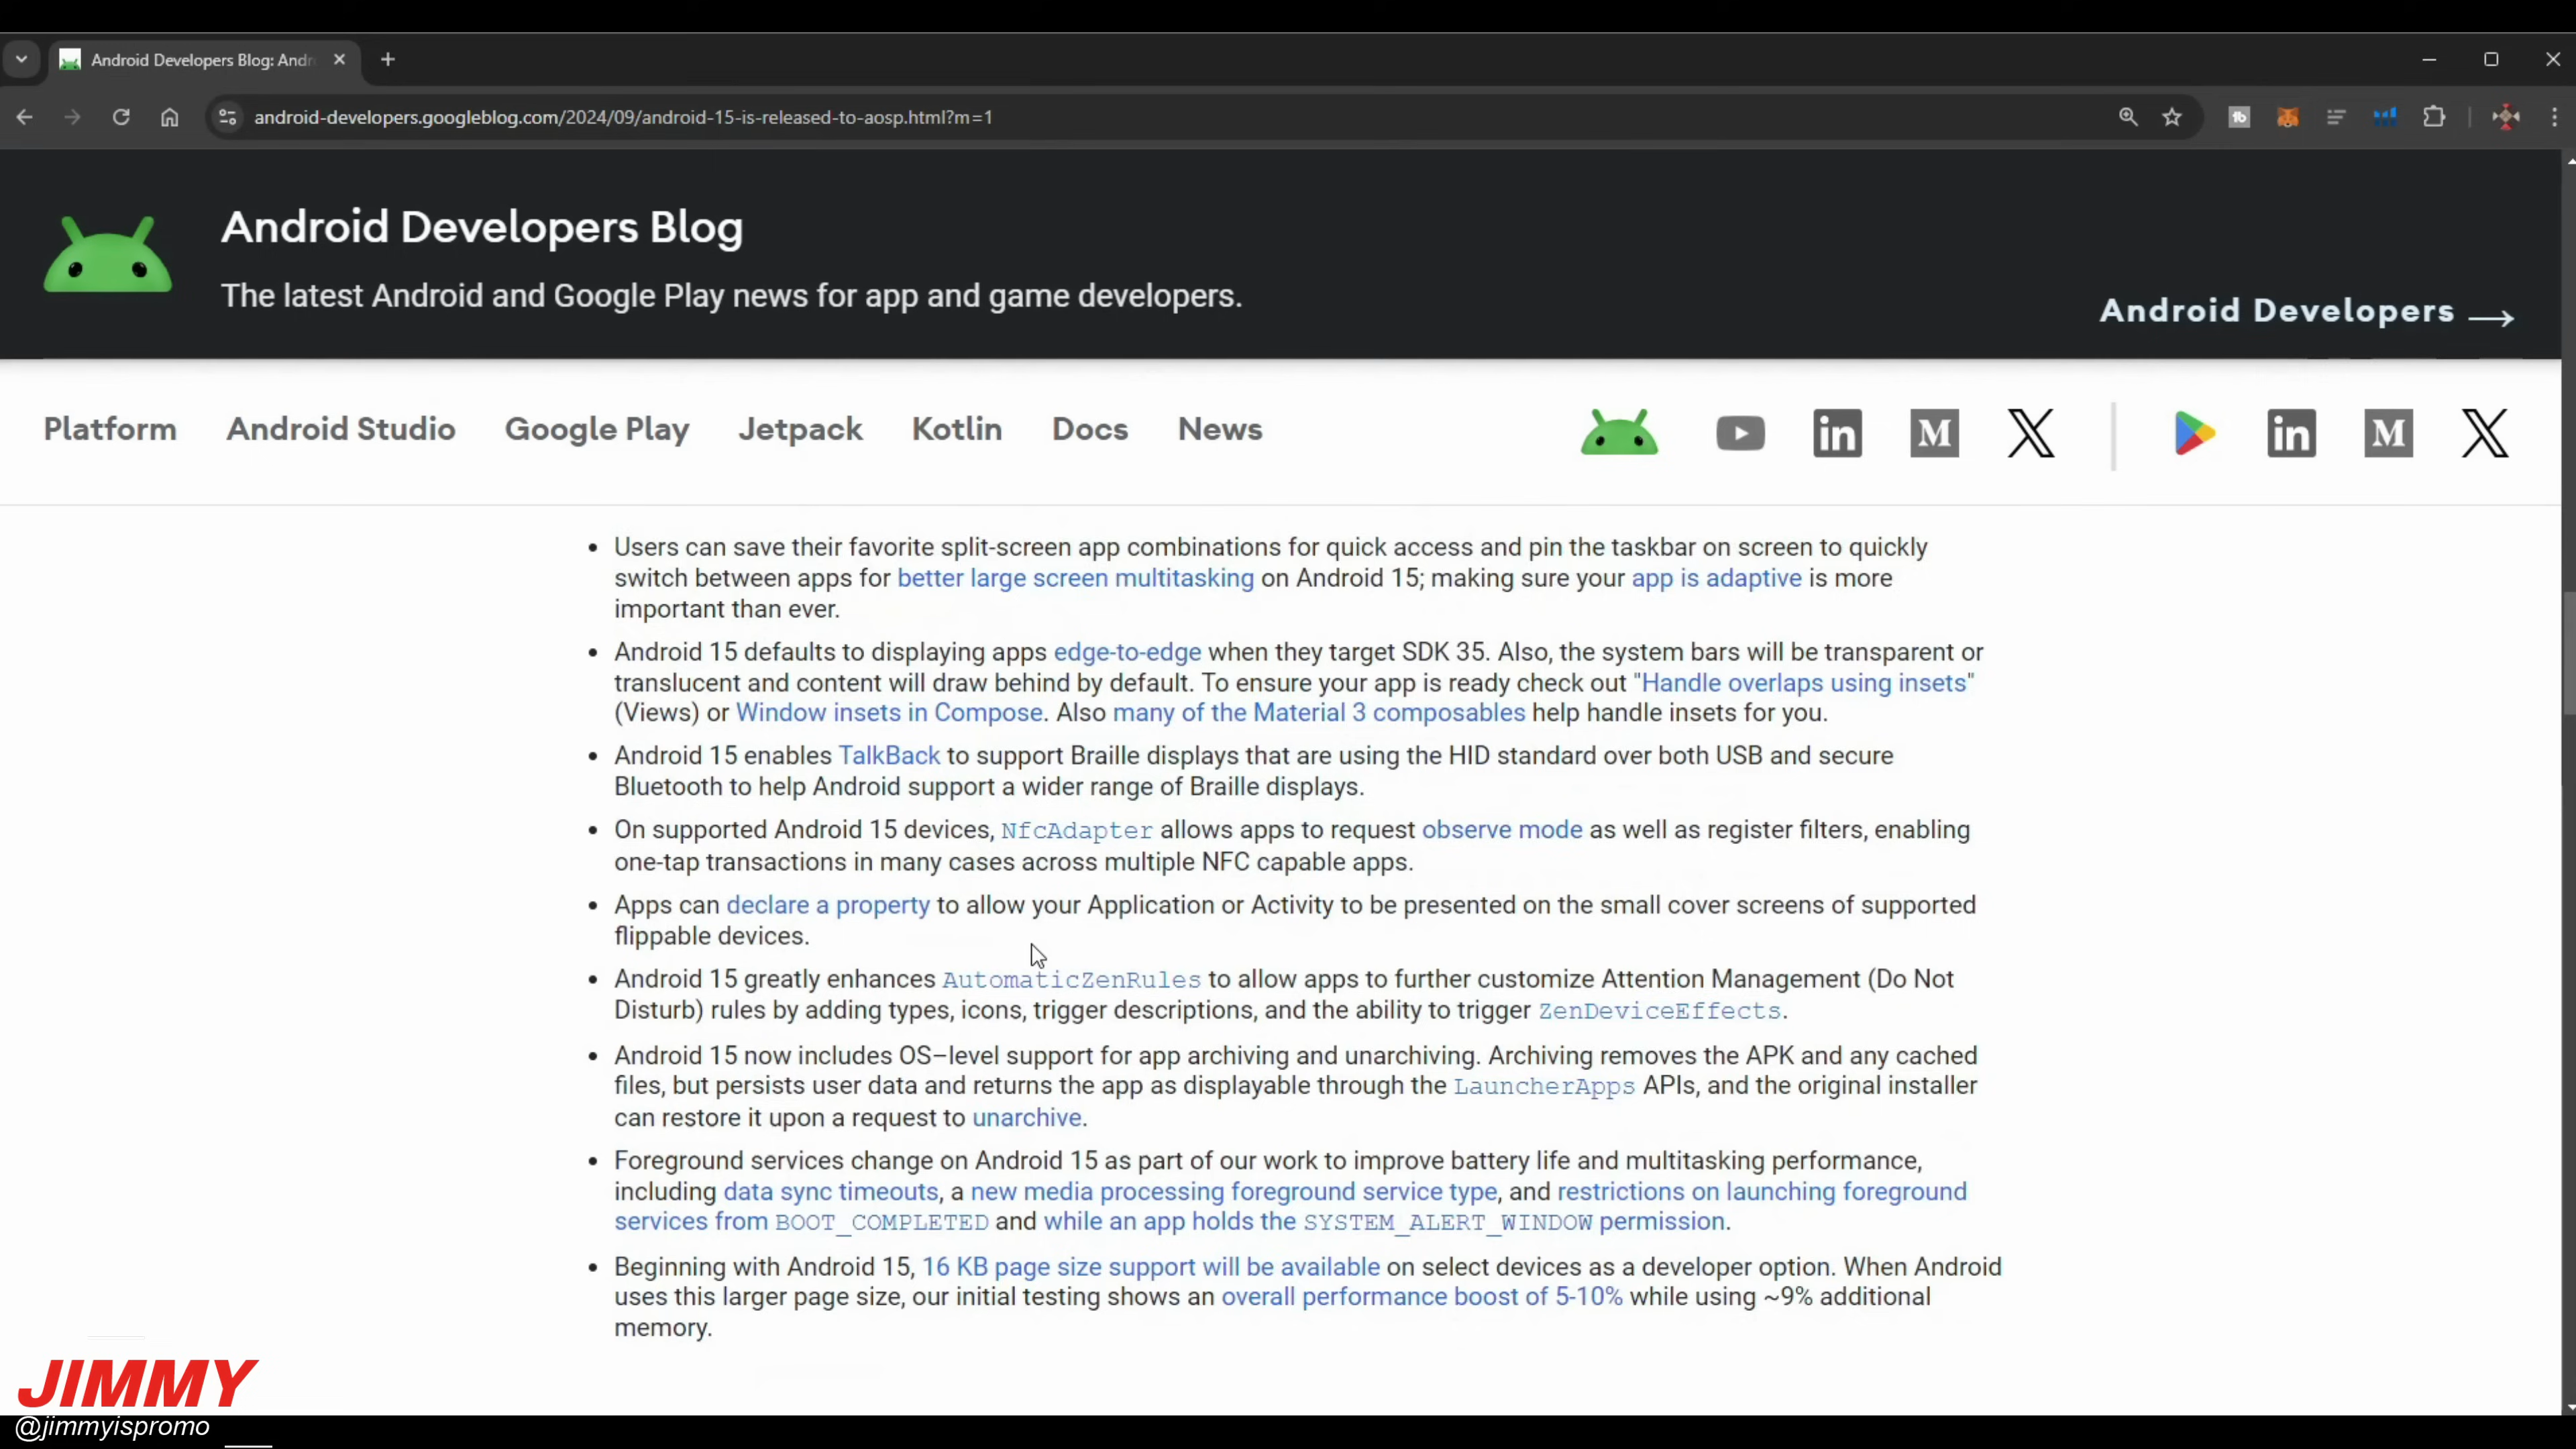 Android Developers Blog: Andr
android-developers.googleblog.com/2024/09/android-15-is-released-to-aosp.html?m=1
Android Developers Blog
The latest Android and Google Play news for app and game developers.
Android Developers
Platform Android Studio Google Play Jetpack Kotlin Docs News
in M X in M X
Users can save their favorite split-screen app combinations for quick access and pin the taskbar on screen to quickly
switch between apps for better large screen multitasking on Android 15; making sure your app is adaptive is more
important than ever.
Android 15 defaults to displaying apps edge-to-edge when they target SDK 35. Also, the system bars will be transparent or
translucent and content will draw behind by default. To ensure your app is ready check out "Handle overlaps using insets"
(Views) or Window insets in Compose. Also many of the Material 3 composables help handle insets for you.
Android 15 enables TalkBack to support Braille displays that are using the HID standard over both USB and secure
Bluetooth to help Android support a wider range of Braille displays.
On supported Android 15 devices, NfcAdapter allows apps to request observe mode as well as register filters, enabling
one-tap transactions in many cases across multiple NFC capable apps.
Apps can declare a property to allow your Application or Activity to be presented on the small cover screens of supported
flippable devices.
Android 15 greatly enhances AutomaticZenRules to allow apps to further customize Attention Management (Do Not
Disturb) rules by adding types, icons, trigger descriptions, and the ability to trigger ZenDeviceEffects.
Android 15 now includes OS–level support for app archiving and unarchiving. Archiving removes the APK and any cached
files, but persists user data and returns the app as displayable through the LauncherApps APIs, and the original installer
can restore it upon a request to unarchive.
Foreground services change on Android 15 as part of our work to improve battery life and multitasking performance,
including data sync timeouts, a new media processing foreground service type, and restrictions on launching foreground
services from BOOT_COMPLETED and while an app holds the SYSTEM_ALERT_WINDOW permission.
Beginning with Android 15, 16 KB page size support will be available on select devices as a developer option. When Android
uses this larger page size, our initial testing shows an overall performance boost of 5-10% while using ~9% additional
memory.
JIMMY
@jimmyispromo